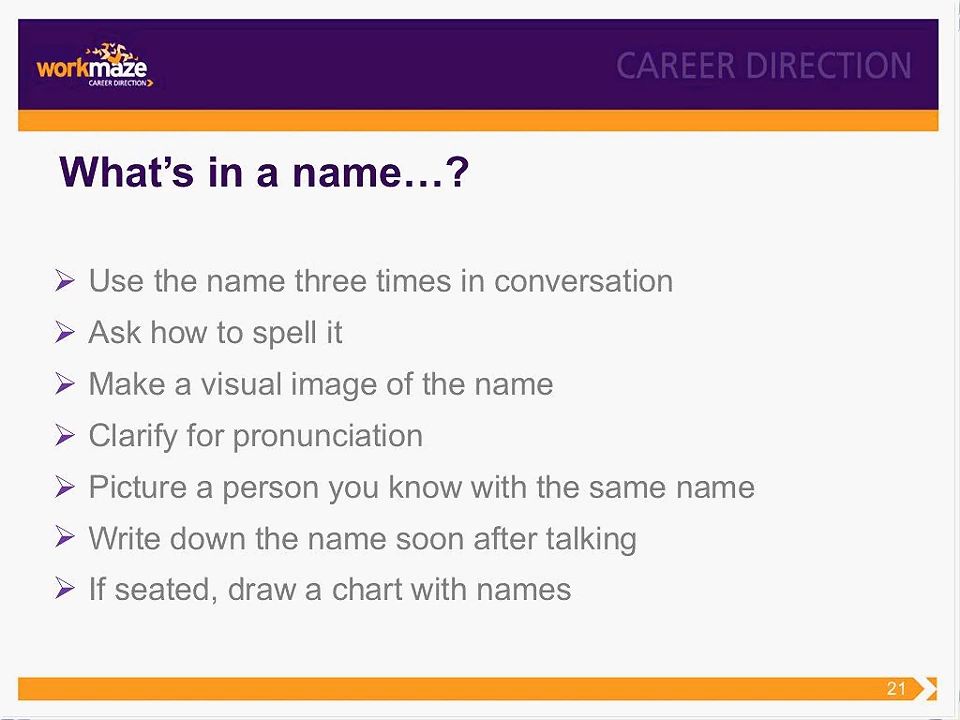 workmaze
CAREER DIRECTION
CAREER DIRECTION
What’s in a name…?
Use the name three times in conversation
Ask how to spell it
Make a visual image of the name
Clarify for pronunciation
Picture a person you know with the same name
Write down the name soon after talking
If seated, draw a chart with names
21